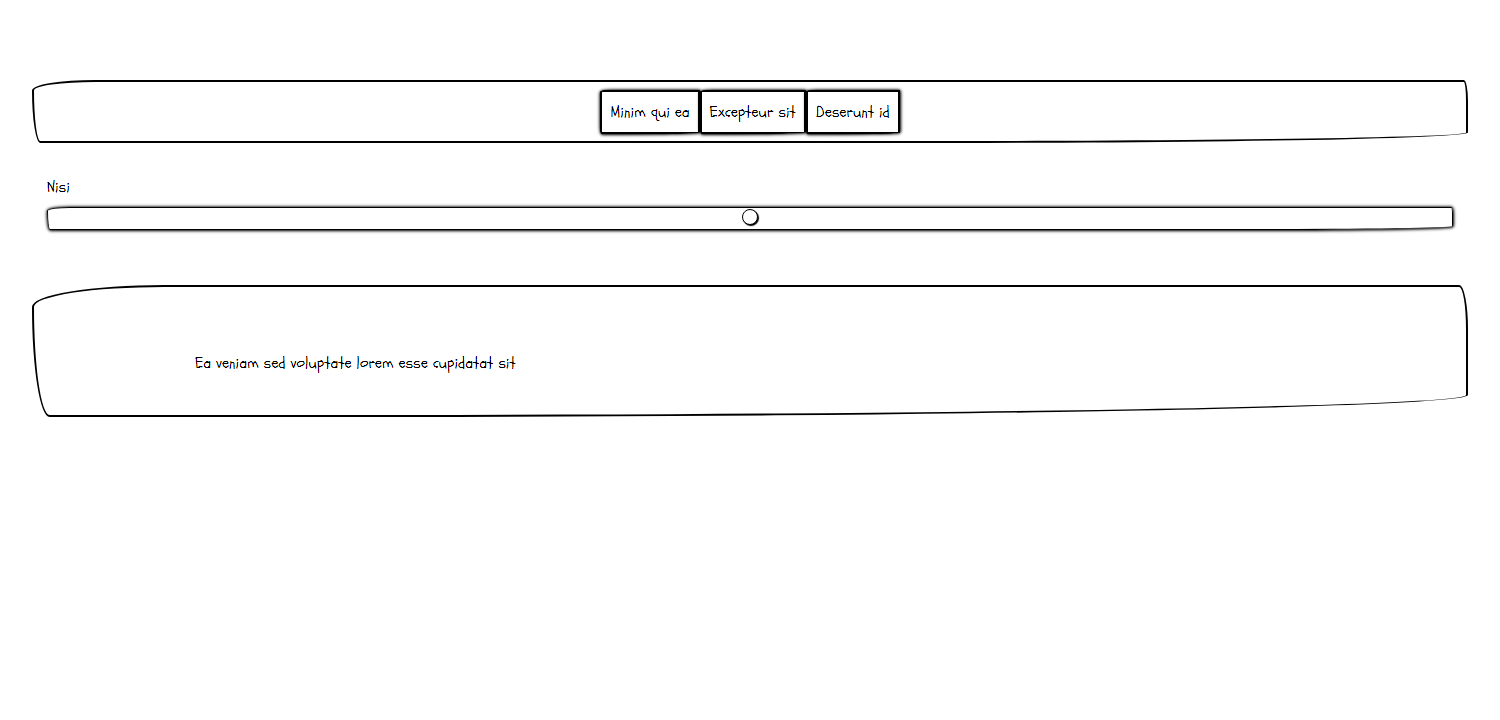 Minim qui ea Excepteur sit Deserunt id
Nisi
Ea veniam sed voluptate lorem esse cupidatat sit